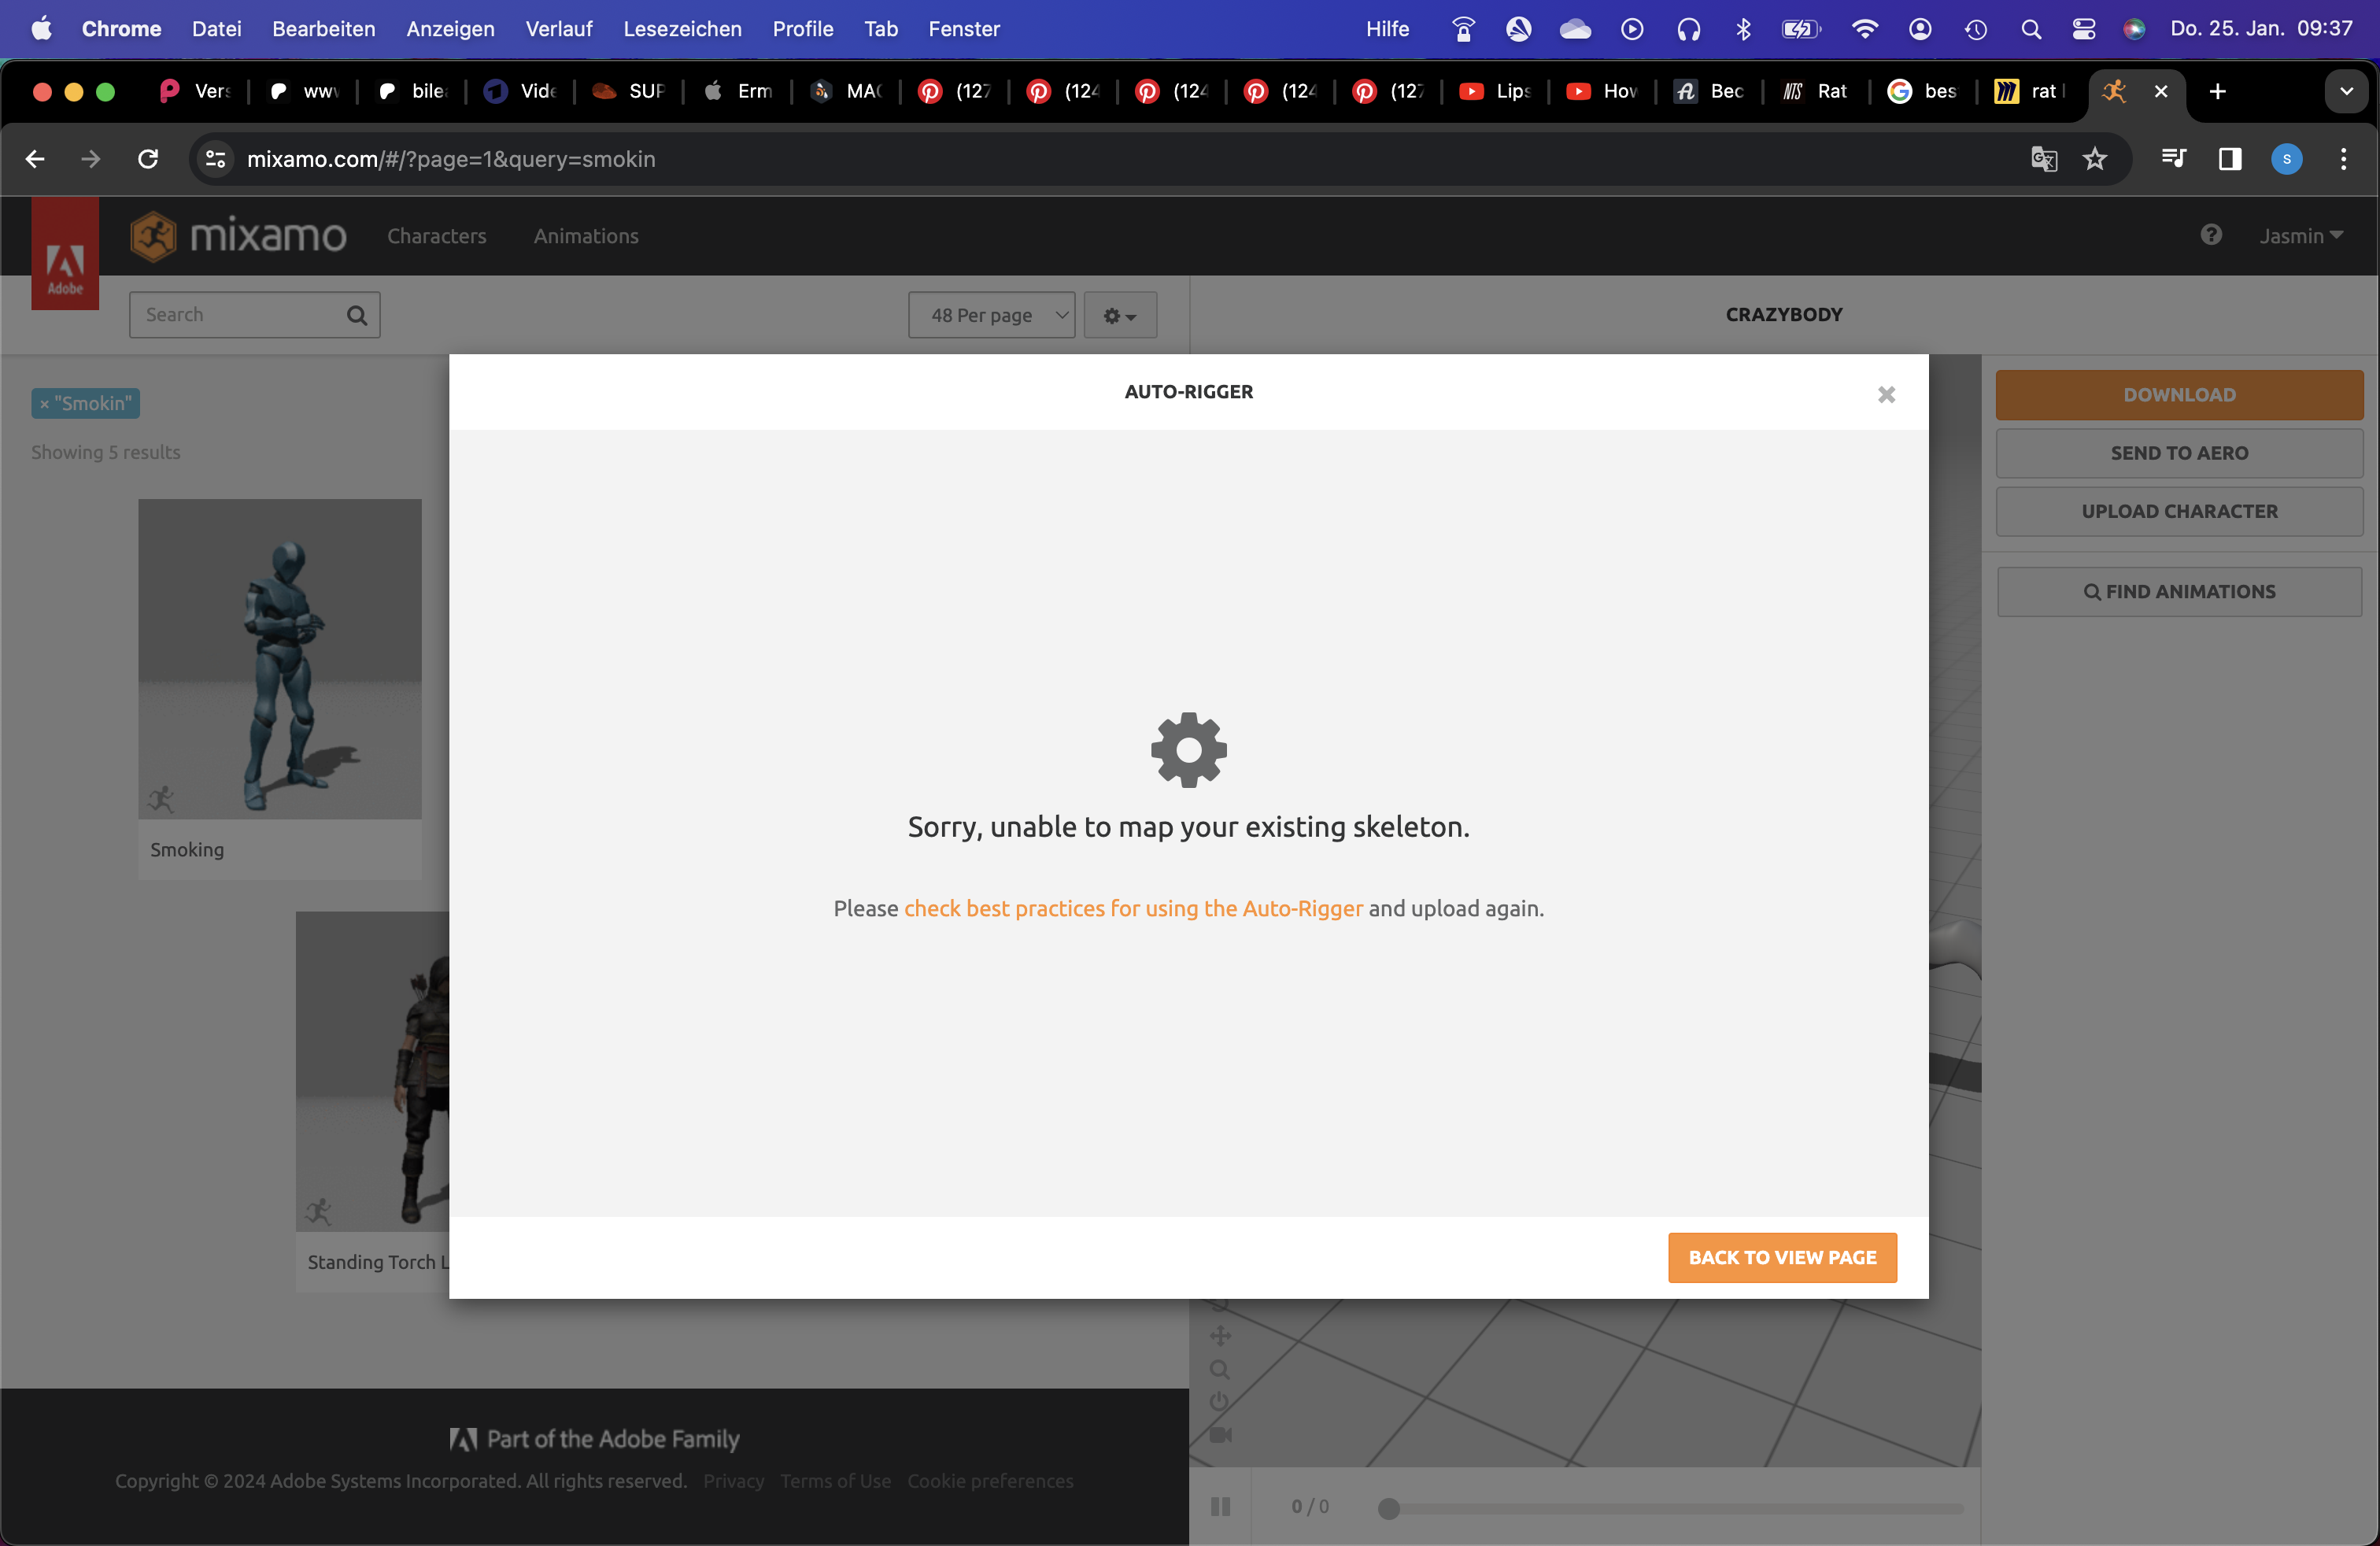 Chrome Datei Bearbeiten Anzeigen Verlauf Lesezeichen Profile Tab Fenster Hilfe Do. 25. Jan. 09:37
Vers www bile Vide SUP Erm MAC (127 (124 (124 (124 (127 Lips How Bec NTS Rat bes rat
mixamo.com/#/?page=1&query=smokin s
Adobe
mixamo Characters Animations Jasmin
Search 48 Per page CRAZYBODY
× "Smokin"
Showing 5 results
AUTO-RIGGER
DOWNLOAD
SEND TO AERO
UPLOAD CHARACTER
FIND ANIMATIONS
Sorry, unable to map your existing skeleton.
Please check best practices for using the Auto-Rigger and upload again.
Smoking
Standing Torch L
BACK TO VIEW PAGE
Part of the Adobe Family
Copyright © 2024 Adobe Systems Incorporated. All rights reserved. Privacy Terms of Use Cookie preferences
0 / 0